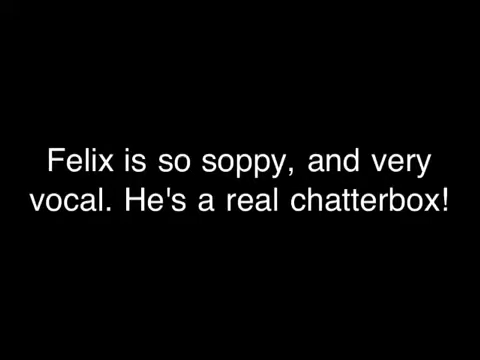 Felix is so soppy, and very
vocal. He's a real chatterbox!